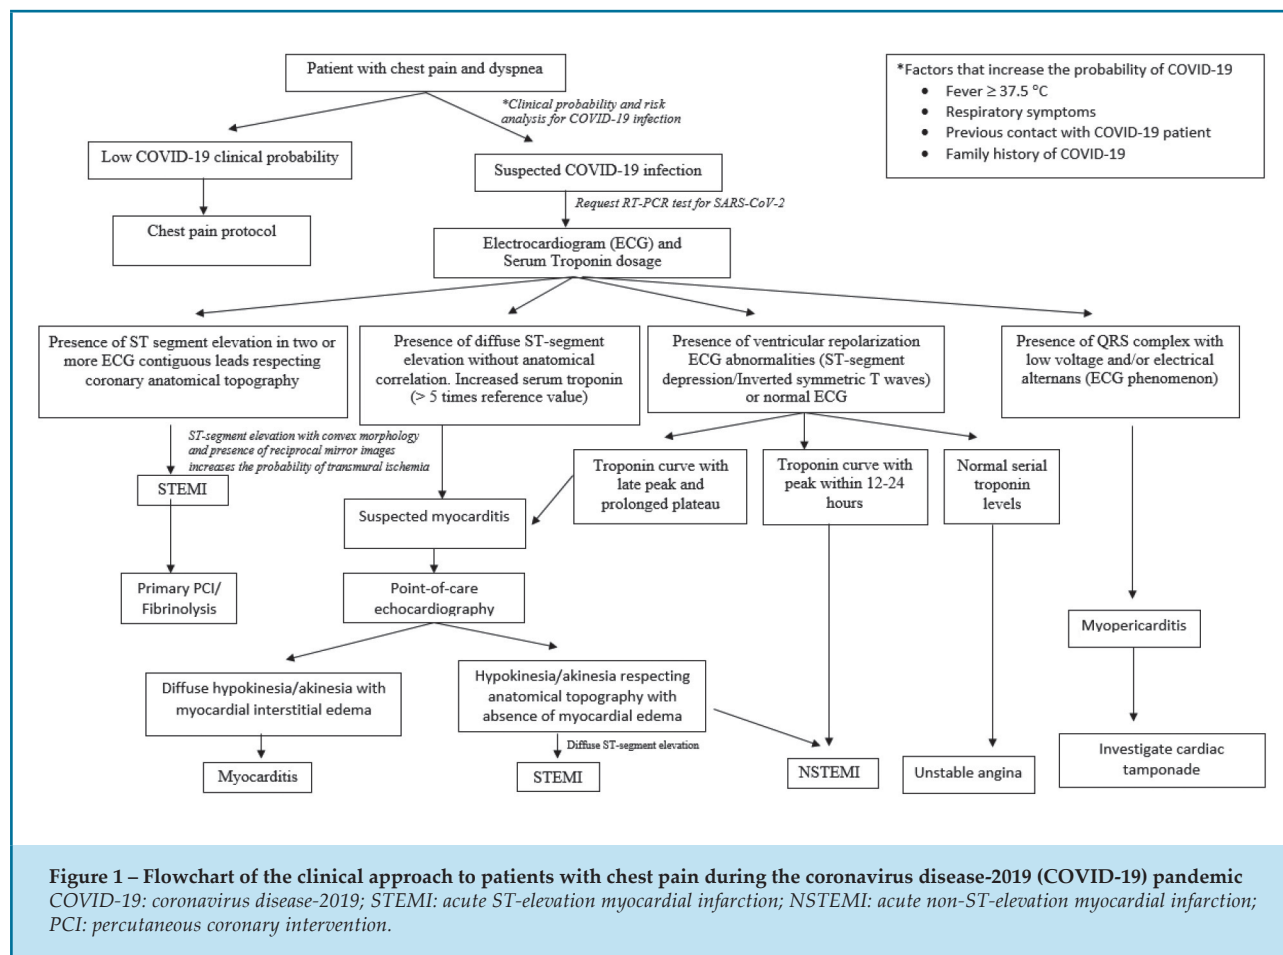 Patient with chest pain and dyspnea
*Clinical probability and risk
analysis for COVID-19 infection
*Factors that increase the probability of COVID-19
• Fever ≥ 37.5 °C
• Respiratory symptoms
• Previous contact with COVID-19 patient
• Family history of COVID-19
Low COVID-19 clinical probability
Suspected COVID-19 infection
Request RT-PCR test for SARS-CoV-2
Chest pain protocol
Electrocardiogram (ECG) and
Serum Troponin dosage
Presence of ST segment elevation in two or
more ECG contiguous leads respecting
coronary anatomical topography
Presence of diffuse ST-segment
elevation without anatomical
correlation. Increased serum troponin
(> 5 times reference value)
Presence of ventricular repolarization
ECG abnormalities (ST-segment
depression/Inverted symmetric T waves)
or normal ECG
Presence of QRS complex with
low voltage and/or electrical
alternans (ECG phenomenon)
ST-segment elevation with convex morphology
and presence of reciprocal mirror images
increases the probability of transmural ischemia
STEMI
Suspected myocarditis
Troponin curve with
late peak and
prolonged plateau
Troponin curve with
peak within 12-24
hours
Normal serial
troponin
levels
Primary PCI/
Fibrinolysis
Point-of-care
echocardiography
Myopericarditis
Diffuse hypokinesia/akinesia with
myocardial interstitial edema
Hypokinesia/akinesia respecting
anatomical topography with
absence of myocardial edema
Diffuse ST-segment elevation
Myocarditis
STEMI
NSTEMI
Unstable angina
Investigate cardiac
tamponade
Figure 1 – Flowchart of the clinical approach to patients with chest pain during the coronavirus disease-2019 (COVID-19) pandemic
COVID-19: coronavirus disease-2019; STEMI: acute ST-elevation myocardial infarction; NSTEMI: acute non-ST-elevation myocardial infarction;
PCI: percutaneous coronary intervention.